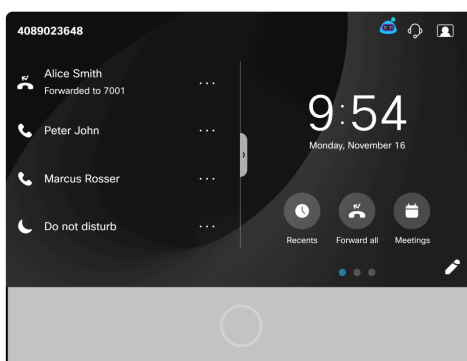 4089023648
Alice Smith
Forwarded to 7001
Peter John
Marcus Rosser
Do not disturb
9:54
Monday, November 16
Recents
Forward all
Meetings